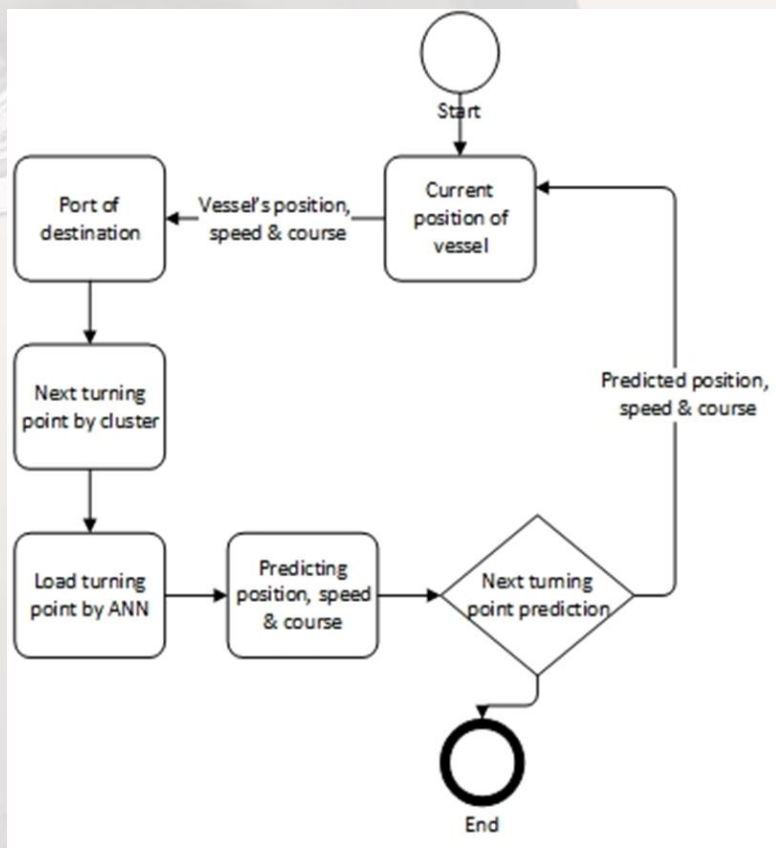 Start
Current
position of
vessel
Vessel's position,
speed & course
Port of
destination
Next turning
point by cluster
Load turning
point by ANN
Predicting
position, speed
& course
Next turning
point prediction
Predicted position,
speed & course
End